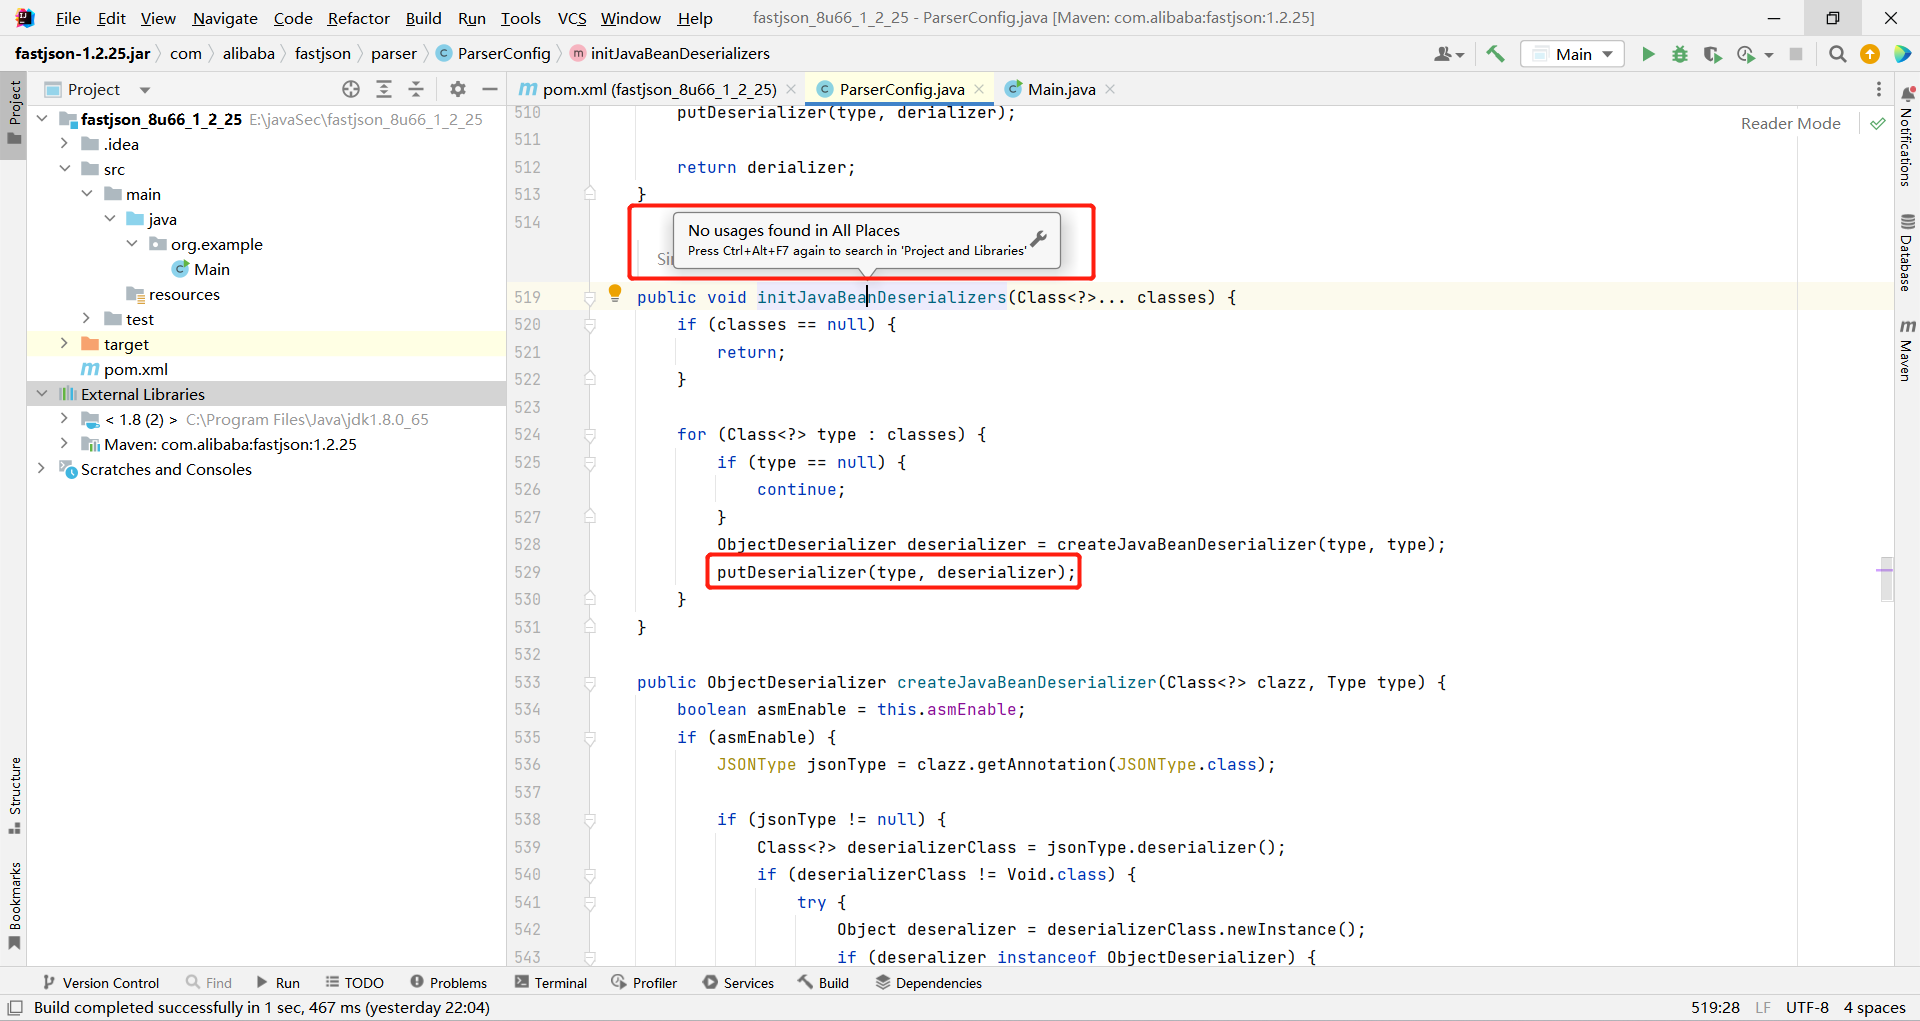 File Edit View Navigate Code Refactor Build Run Tools VCS Window Help fastjson_8u66_1_2_25 - ParserConfig.java [Maven: com.alibaba:fastjson:1.2.25]
fastjson-1.2.25.jar com alibaba fastjson parser ParserConfig initJavaBeanDeserializers Main
Project
pom.xml (fastjson_8u66_1_2_25) ParserConfig.java Main.java
Project
fastjson_8u66_1_2_25 E:\javaSec\fastjson_8u66_1_2_25
.idea
src
main
java
org.example
Main
resources
test
target
pom.xml
External Libraries
< 1.8 (2) > C:\Program Files\Java\jdk1.8.0_65
Maven: com.alibaba:fastjson:1.2.25
Scratches and Consoles
Structure
Bookmarks
Reader Mode
510 putDeserializer(type, derializer);
511
512 return derializer;
513 }
514
No usages found in All Places
Press Ctrl+Alt+F7 again to search in 'Project and Libraries'
519 public void initJavaBeanDeserializers(Class<?>... classes) {
520 if (classes == null) {
521 return;
522 }
523
524 for (Class<?> type : classes) {
525 if (type == null) {
526 continue;
527 }
528 ObjectDeserializer deserializer = createJavaBeanDeserializer(type, type);
529 putDeserializer(type, deserializer);
530 }
531 }
532
533 public ObjectDeserializer createJavaBeanDeserializer(Class<?> clazz, Type type) {
534 boolean asmEnable = this.asmEnable;
535 if (asmEnable) {
536 JSONType jsonType = clazz.getAnnotation(JSONType.class);
537
538 if (jsonType != null) {
539 Class<?> deserializerClass = jsonType.deserializer();
540 if (deserializerClass != Void.class) {
541 try {
542 Object deseralizer = deserializerClass.newInstance();
543 if (deseralizer instanceof ObjectDeserializer) {
Notifications
Database
Maven
Version Control Find Run TODO Problems Terminal Profiler Services Build Dependencies
Build completed successfully in 1 sec, 467 ms (yesterday 22:04) 519:28 LF UTF-8 4 spaces